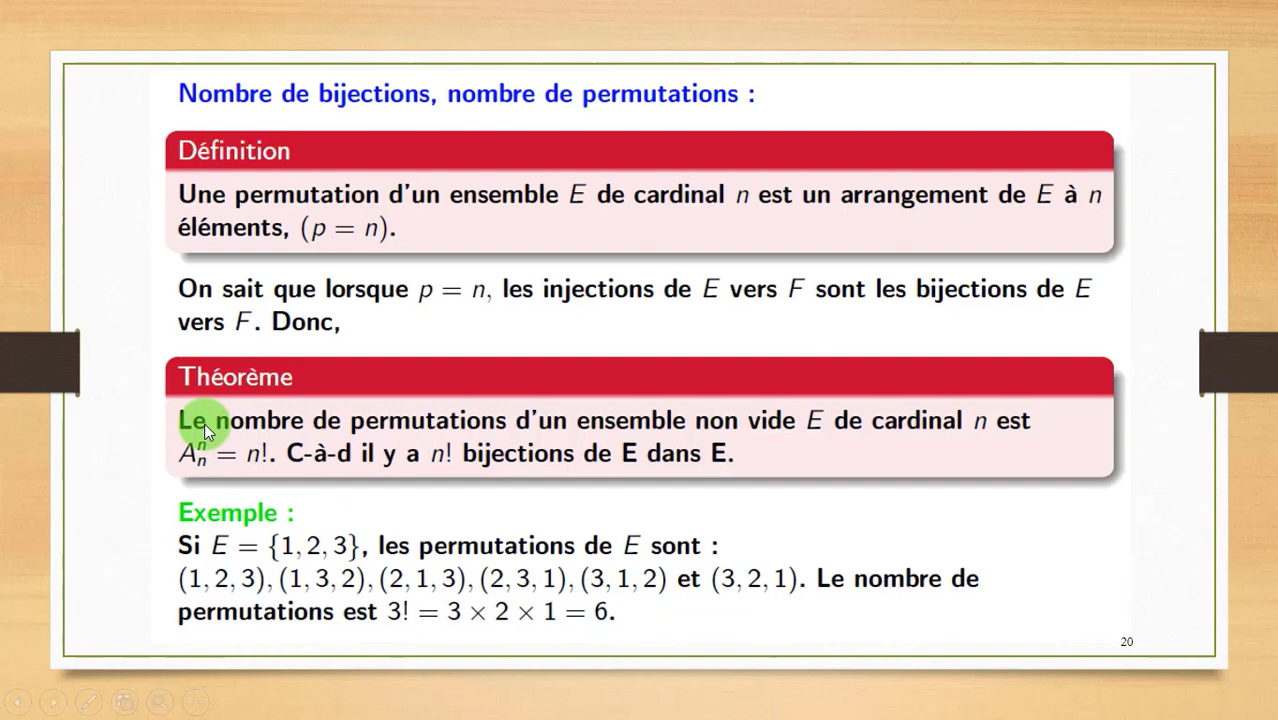 Nombre de bijections, nombre de permutations :
Définition
Une permutation d'un ensemble E de cardinal n est un arrangement de E à n
éléments, (p = n).
On sait que lorsque p = n, les injections de E vers F sont les bijections de E
vers F. Donc,
Théorème
Le nombre de permutations d'un ensemble non vide E de cardinal n est
$A_n^n = n!$. C-à-d il y a n! bijections de E dans E.
Exemple :
Si E = {1, 2, 3}, les permutations de E sont :
(1, 2, 3), (1, 3, 2), (2, 1, 3), (2, 3, 1), (3, 1, 2) et (3, 2, 1). Le nombre de
permutations est 3! = 3 × 2 × 1 = 6.
20